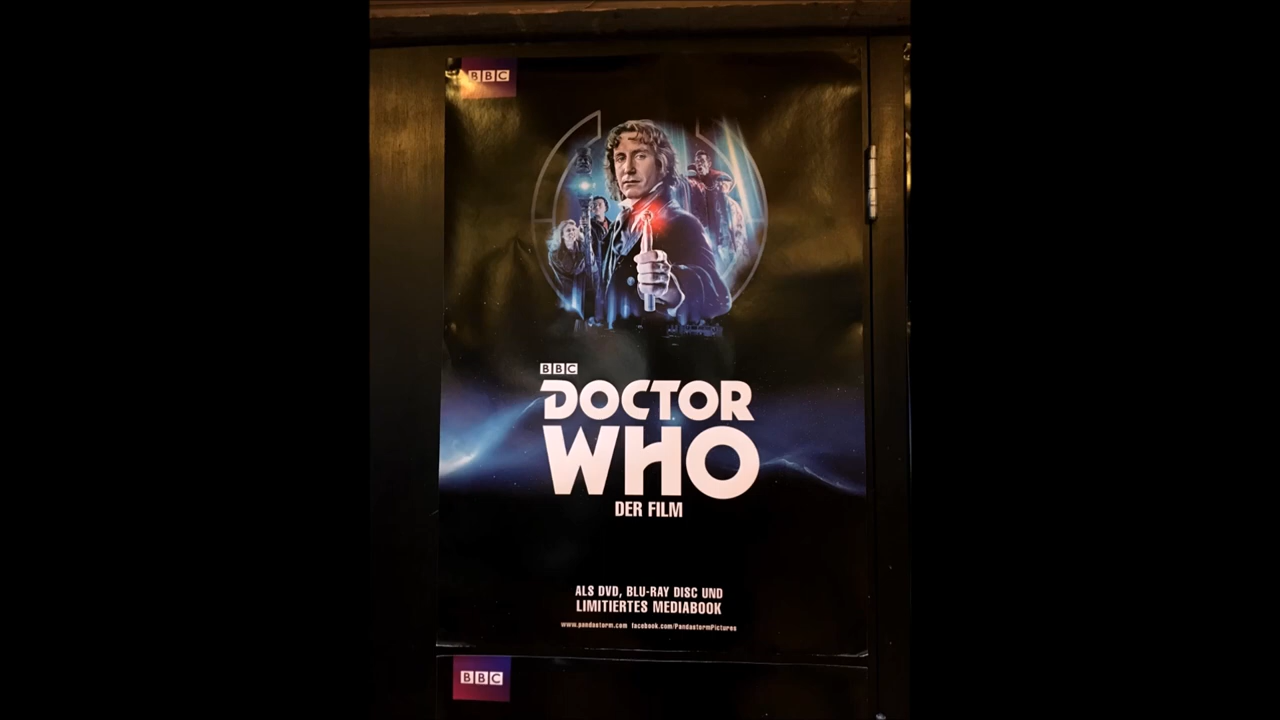 BBC
BBC
DOCTOR
WHO
DER FILM
ALS DVD, BLU-RAY DISC UND
LIMITIERTES MEDIABOOK
www.pandastorm.com facebook.com/PandastormPictures
BBC